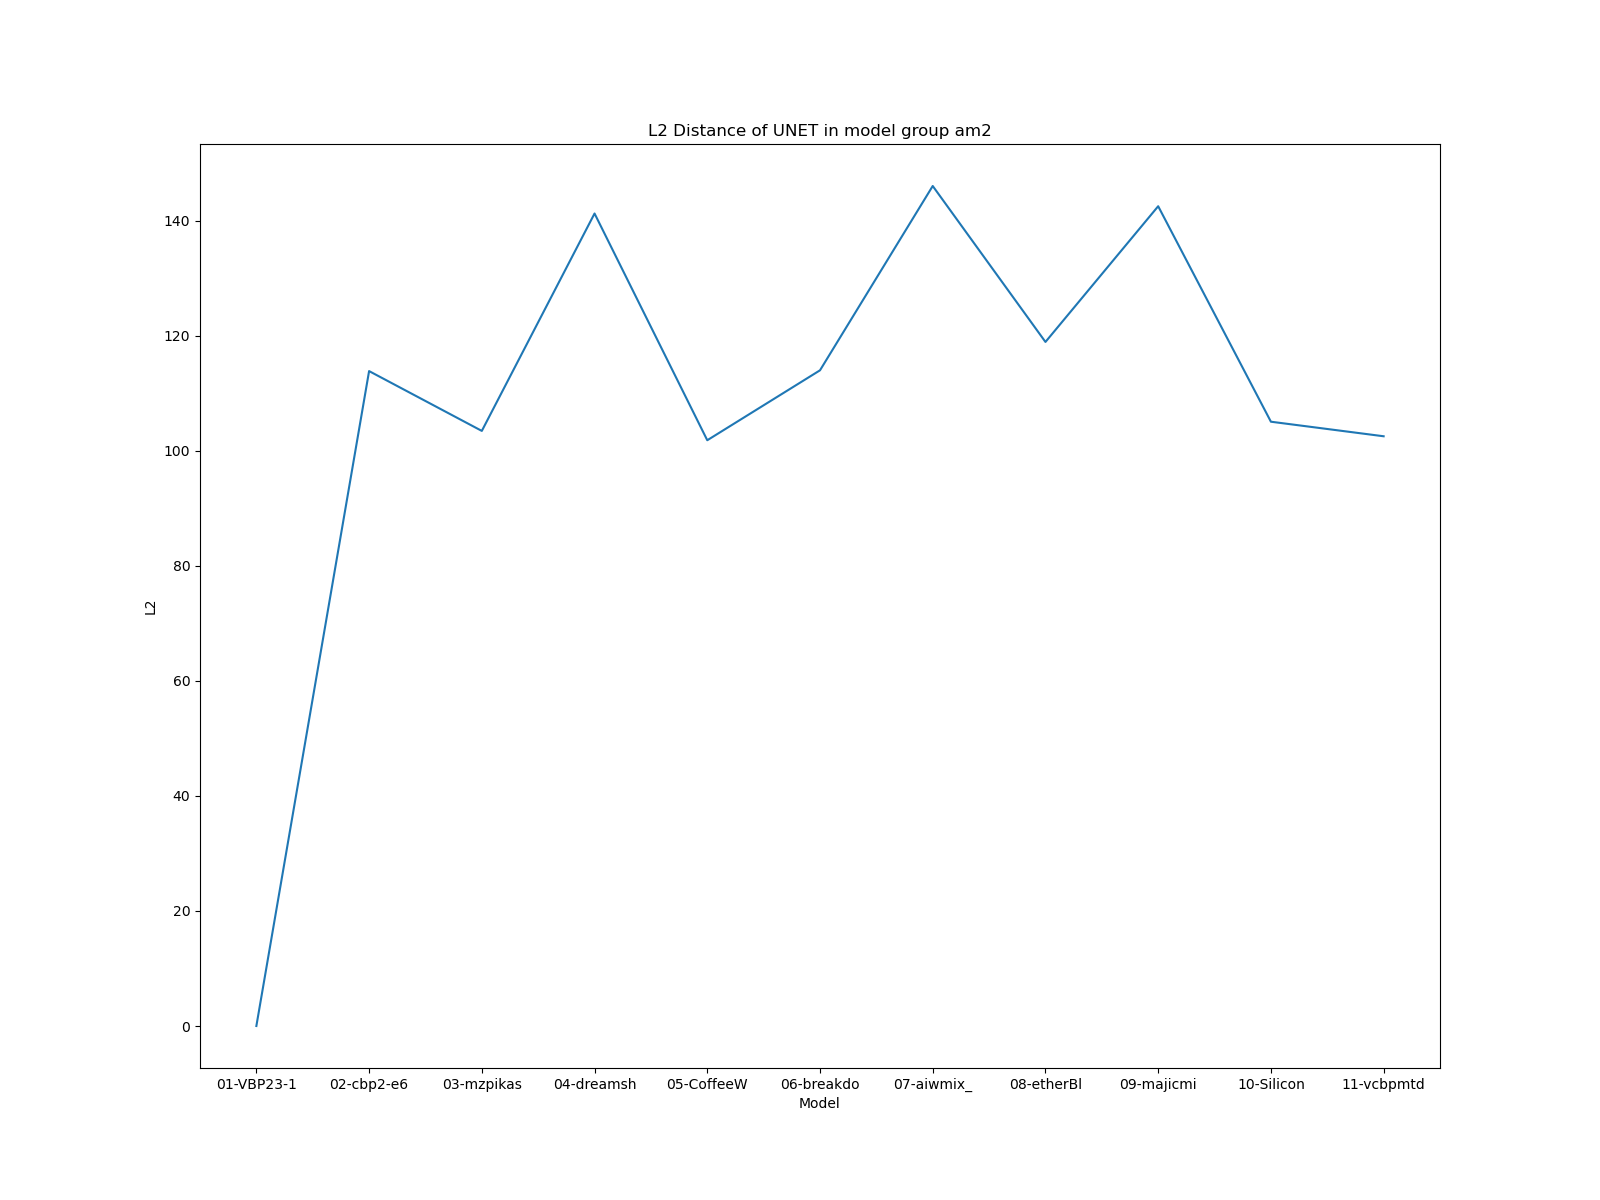 L2 Distance of UNET in model group am2
140
120
100
80
60
40
20
0
L2
01-VBP23-1 02-cbp2-e6 03-mzpikas 04-dreamsh 05-CoffeeW 06-breakdo 07-aiwmix_ 08-etherBl 09-majicmi 10-Silicon 11-vcbpmtd
Model